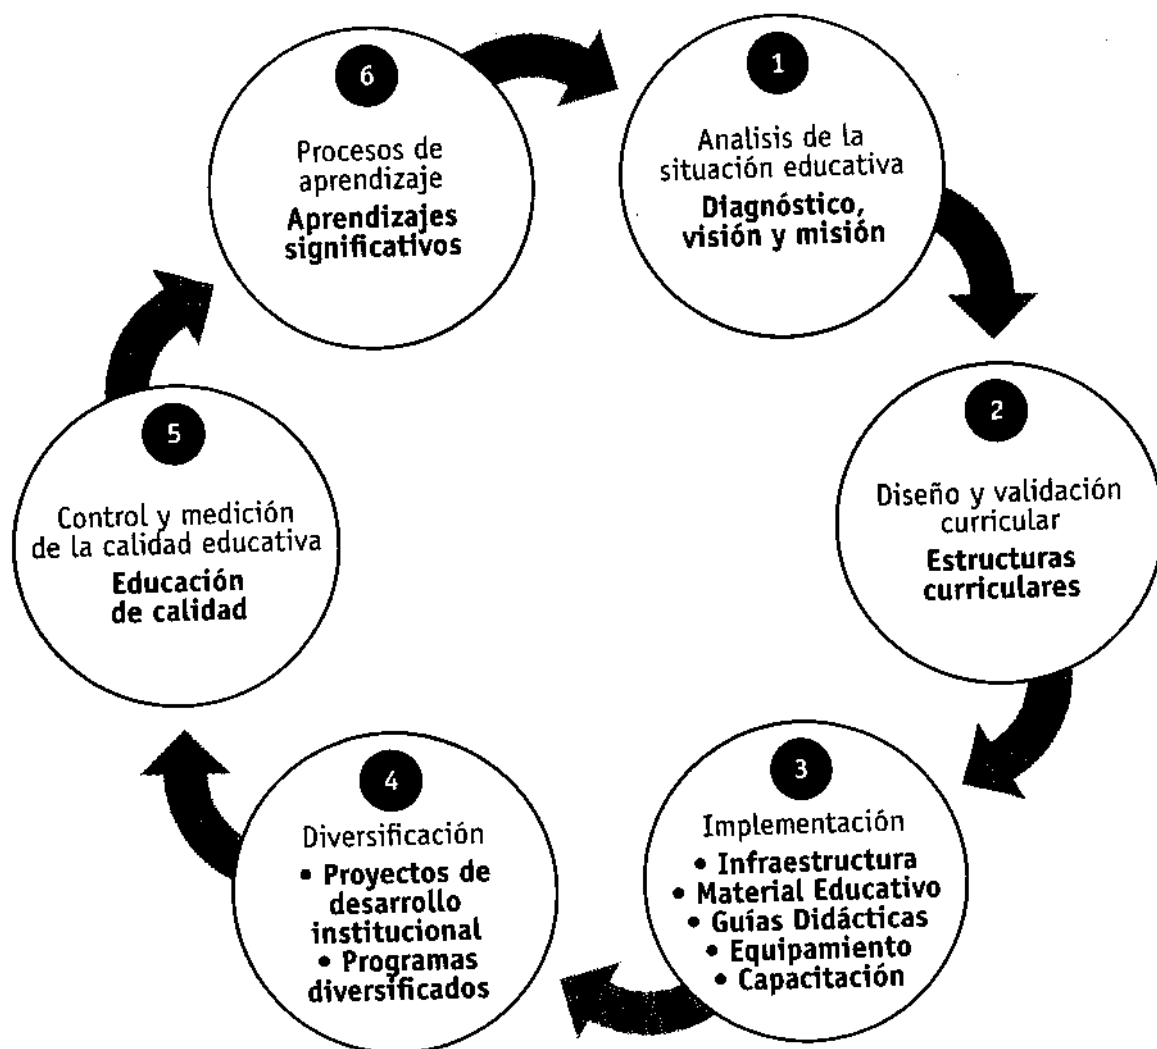 1
Analisis de la
situación educativa
Diagnóstico,
visión y misión
2
Diseño y validación
curricular
Estructuras
curriculares
3
Implementación
• Infraestructura
• Material Educativo
• Guías Didácticas
• Equipamiento
• Capacitación
4
Diversificación
• Proyectos de
desarrollo
institucional
• Programas
diversificados
5
Control y medición
de la calidad educativa
Educación
de calidad
6
Procesos de
aprendizaje
Aprendizajes
significativos